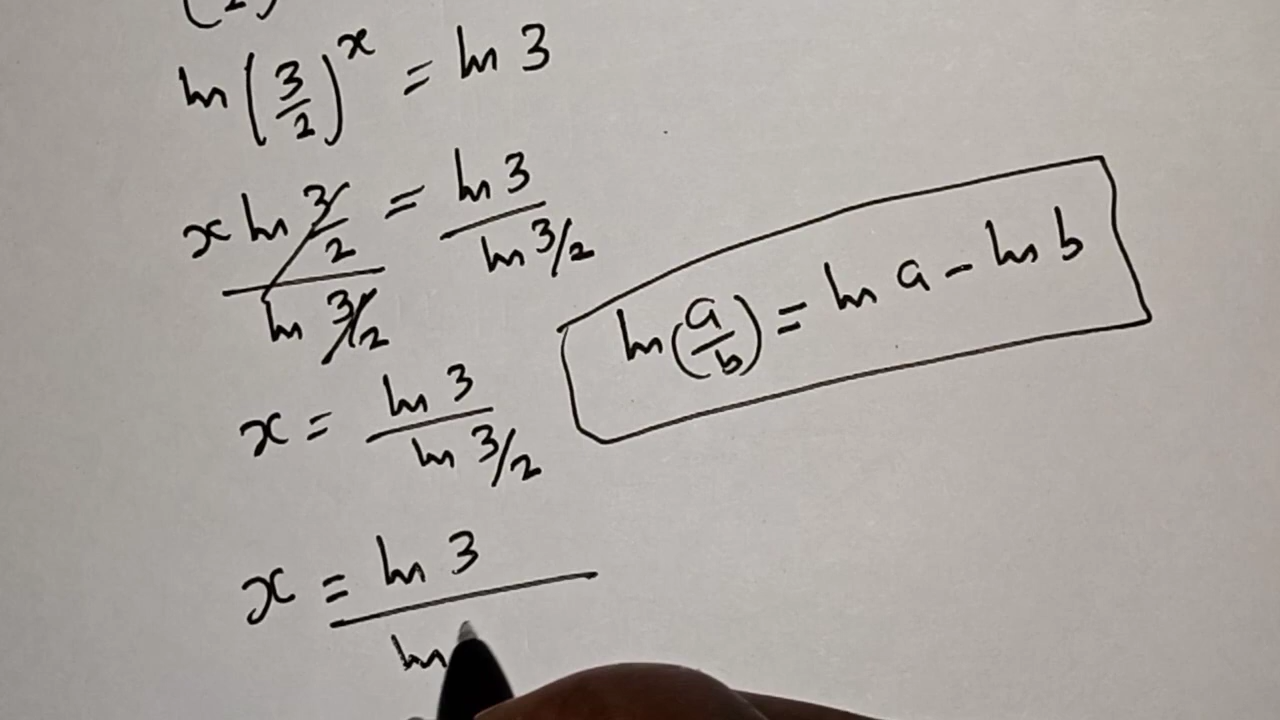 ln(3/2)^x = ln 3
x ln 3/2 / ln 3/2 = ln 3 / ln 3/2
ln(a/b) = ln a - ln b
x = ln 3 / ln 3/2
x = ln 3 / ln